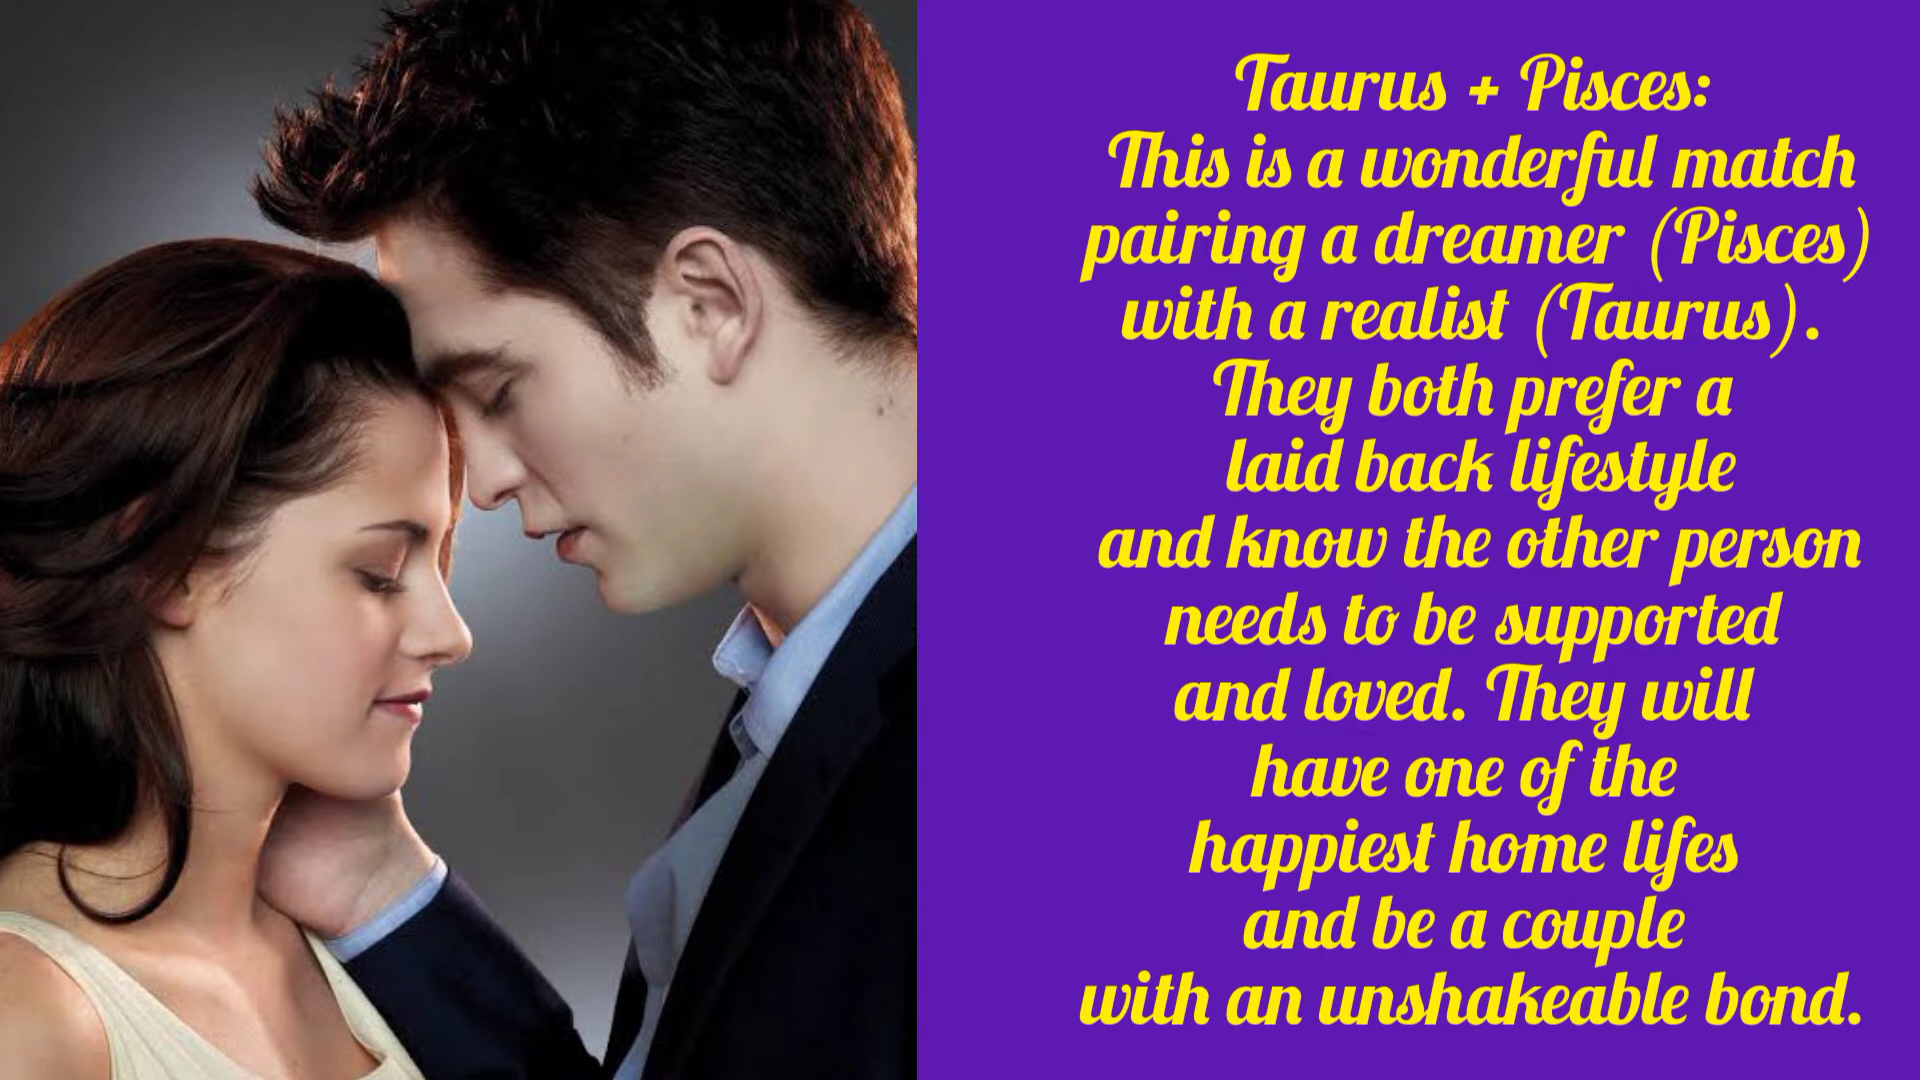 Taurus + Pisces:
This is a wonderful match
pairing a dreamer (Pisces)
with a realist (Taurus).
They both prefer a
laid back lifestyle
and know the other person
needs to be supported
and loved. They will
have one of the
happiest home lifes
and be a couple
with an unshakeable bond.